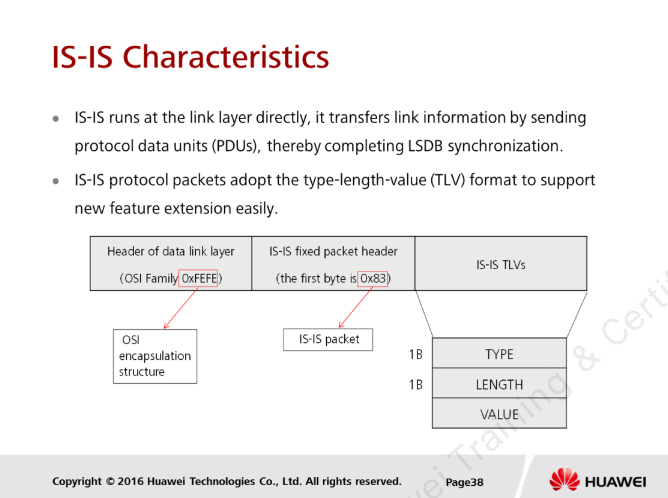 IS-IS Characteristics
IS-IS runs at the link layer directly, it transfers link information by sending
protocol data units (PDUs), thereby completing LSDB synchronization.
IS-IS protocol packets adopt the type-length-value (TLV) format to support
new feature extension easily.
Header of data link layer
(OSI Family 0xFEFE)
IS-IS fixed packet header
(the first byte is 0x83)
IS-IS TLVs
OSI
encapsulation
structure
IS-IS packet
1B TYPE
1B LENGTH
VALUE
Training & Certi
Copyright © 2016 Huawei Technologies Co., Ltd. All rights reserved.
Page38
HUAWEI